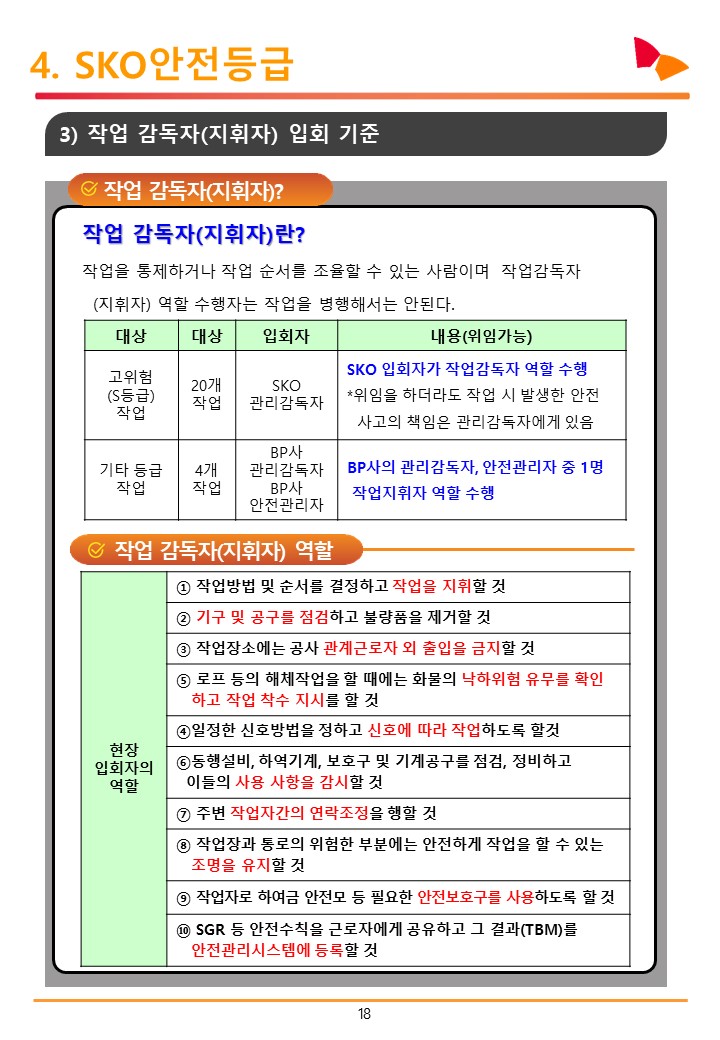 4. SKO안전등급
3) 작업 감독자(지휘자) 입회 기준
작업 감독자(지휘자)?
작업 감독자(지휘자)란?
작업을 통제하거나 작업 순서를 조율할 수 있는 사람이며 작업감독자
(지휘자) 역할 수행자는 작업을 병행해서는 안된다.
대상 대상 입회자 내용(위임가능)
고위험
(S등급)
작업
20개
작업
SKO
관리감독자
SKO 입회자가 작업감독자 역할 수행
*위임을 하더라도 작업 시 발생한 안전
사고의 책임은 관리감독자에게 있음
기타 등급
작업
4개
작업
BP사
관리감독자
BP사
안전관리자
BP사의 관리감독자, 안전관리자 중 1명
작업지휘자 역할 수행
작업 감독자(지휘자) 역할
현장
입회자의
역할
① 작업방법 및 순서를 결정하고 작업을 지휘할 것
② 기구 및 공구를 점검하고 불량품을 제거할 것
③ 작업장소에는 공사 관계근로자 외 출입을 금지할 것
⑤ 로프 등의 해체작업을 할 때에는 화물의 낙하위험 유무를 확인
하고 작업 착수 지시를 할 것
④일정한 신호방법을 정하고 신호에 따라 작업하도록 할것
⑥동행설비, 하역기계, 보호구 및 기계공구를 점검, 정비하고
이들의 사용 사항을 감시할 것
⑦ 주변 작업자간의 연락조정을 행할 것
⑧ 작업장과 통로의 위험한 부분에는 안전하게 작업을 할 수 있는
조명을 유지할 것
⑨ 작업자로 하여금 안전모 등 필요한 안전보호구를 사용하도록 할 것
⑩ SGR 등 안전수칙을 근로자에게 공유하고 그 결과(TBM)를
안전관리시스템에 등록할 것
18